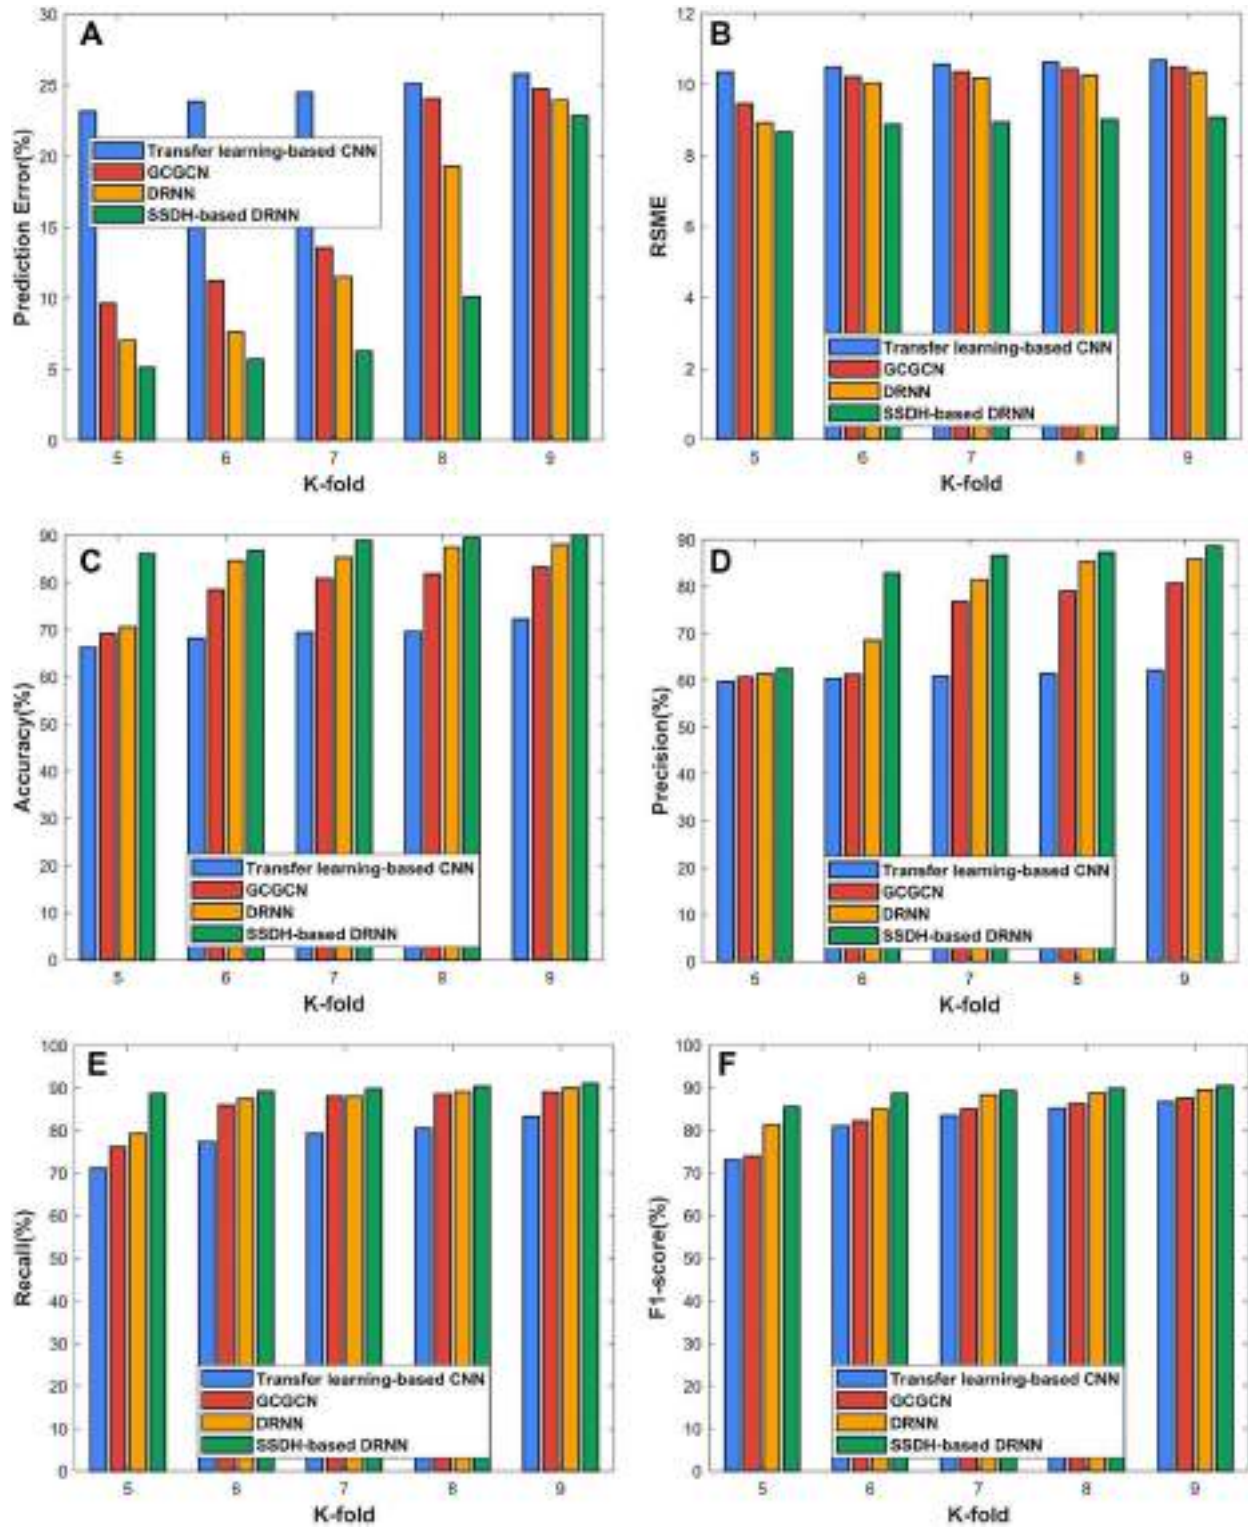 A
Prediction Error(%)
30
25
20
15
10
5
0
Transfer learning-based CNN
GCGCN
DRNN
SSDH-based DRNN
5 6 7 8 9
K-fold
B
RSME
12
10
8
6
4
2
0
Transfer learning-based CNN
GCGCN
DRNN
SSDH-based DRNN
5 6 7 8 9
K-fold
C
Accuracy(%)
90
80
70
60
50
40
30
20
10
0
Transfer learning-based CNN
GCGCN
DRNN
SSDH-based DRNN
5 6 7 8 9
K-fold
D
Precision(%)
90
80
70
60
50
40
30
20
10
0
Transfer learning-based CNN
GCGCN
DRNN
SSDH-based DRNN
5 6 7 8 9
K-fold
E
Recall(%)
100
90
80
70
60
50
40
30
20
10
0
Transfer learning-based CNN
GCGCN
DRNN
SSDH-based DRNN
5 6 7 8 9
K-fold
F
F1-score(%)
100
90
80
70
60
50
40
30
20
10
0
Transfer learning-based CNN
GCGCN
DRNN
SSDH-based DRNN
5 6 7 8 9
K-fold